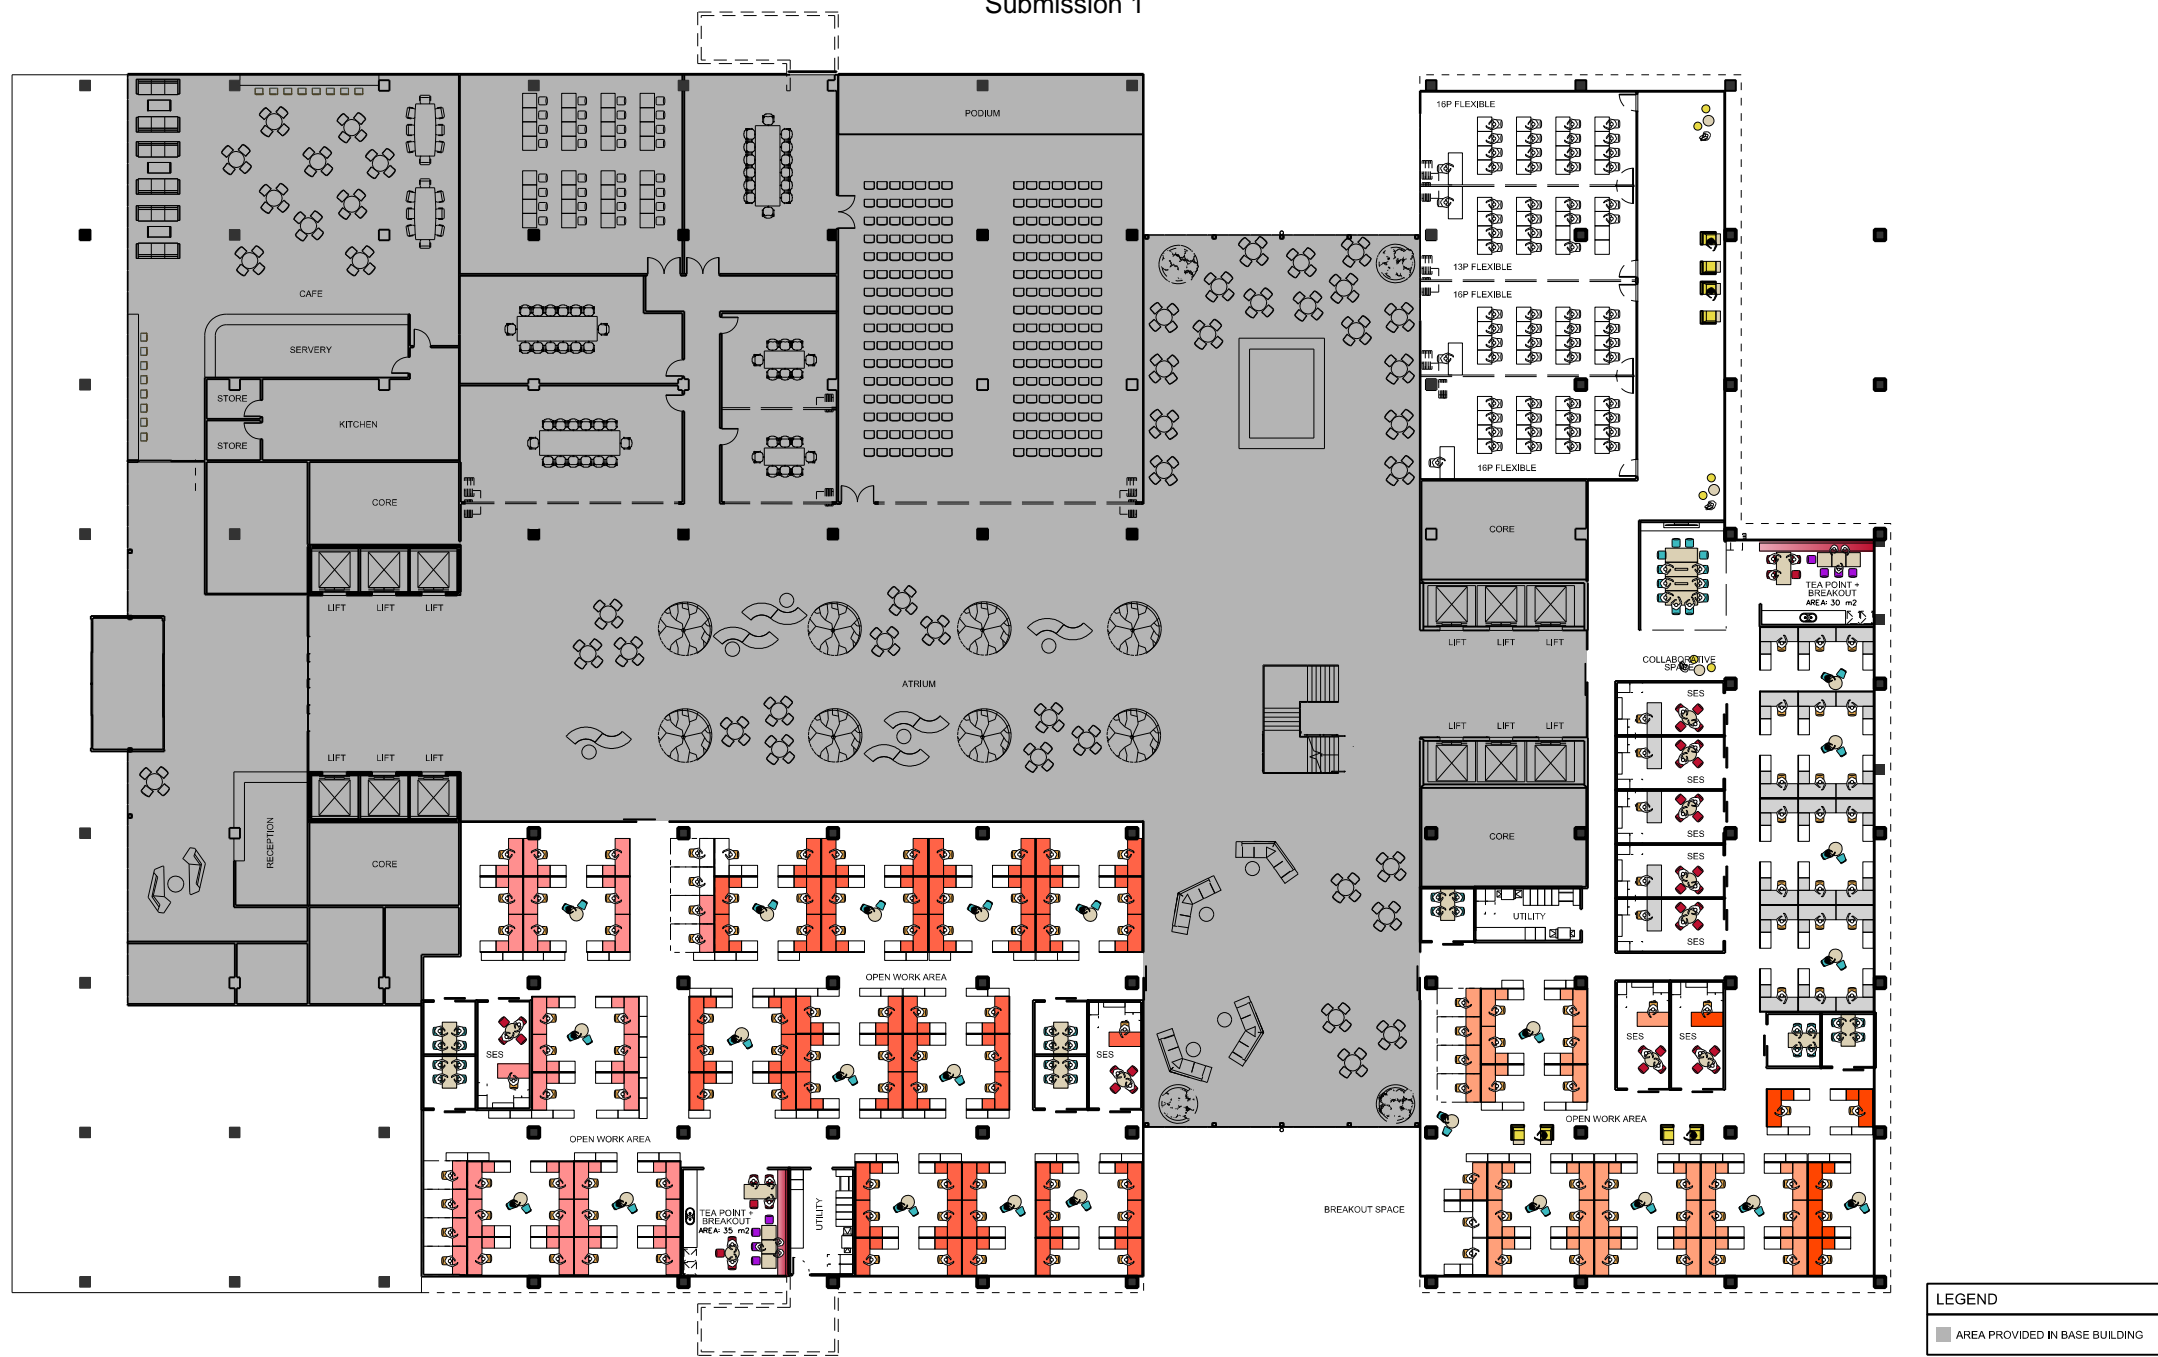 Submission 1
PODIUM
16P FLEXIBLE
13P FLEXIBLE
16P FLEXIBLE
16P FLEXIBLE
CAFE
SERVERY
STORE
KITCHEN
STORE
CORE
CORE
LIFT LIFT LIFT
LIFT LIFT LIFT
TEA POINT +
BREAKOUT
AREA: 30 m2
COLLABORATIVE
SPACE
ATRIUM
SES
SES
SES
SES
SES
LIFT LIFT LIFT
LIFT LIFT LIFT
RECEPTION
CORE
CORE
UTILITY
OPEN WORK AREA
SES
SES
SES
SES
OPEN WORK AREA
OPEN WORK AREA
TEA POINT +
BREAKOUT
AREA: 35 m2
UTILITY
BREAKOUT SPACE
LEGEND
AREA PROVIDED IN BASE BUILDING